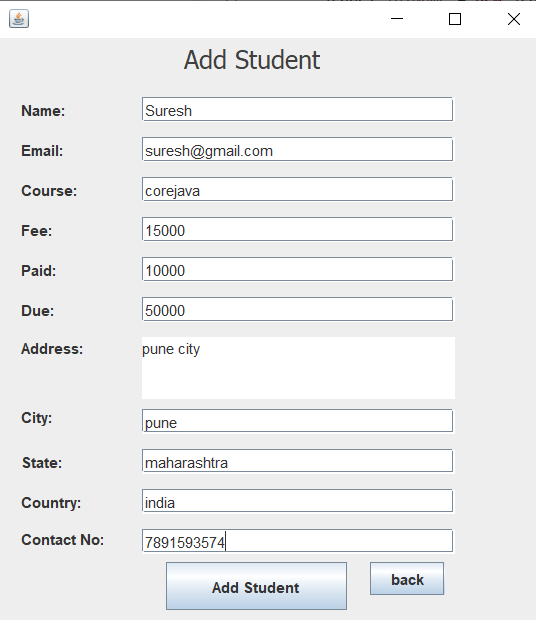 Add Student
Name: Suresh
Email: suresh@gmail.com
Course: corejava
Fee: 15000
Paid: 10000
Due: 50000
Address: pune city
City: pune
State: maharashtra
Country: india
Contact No: 7891593574
Add Student back